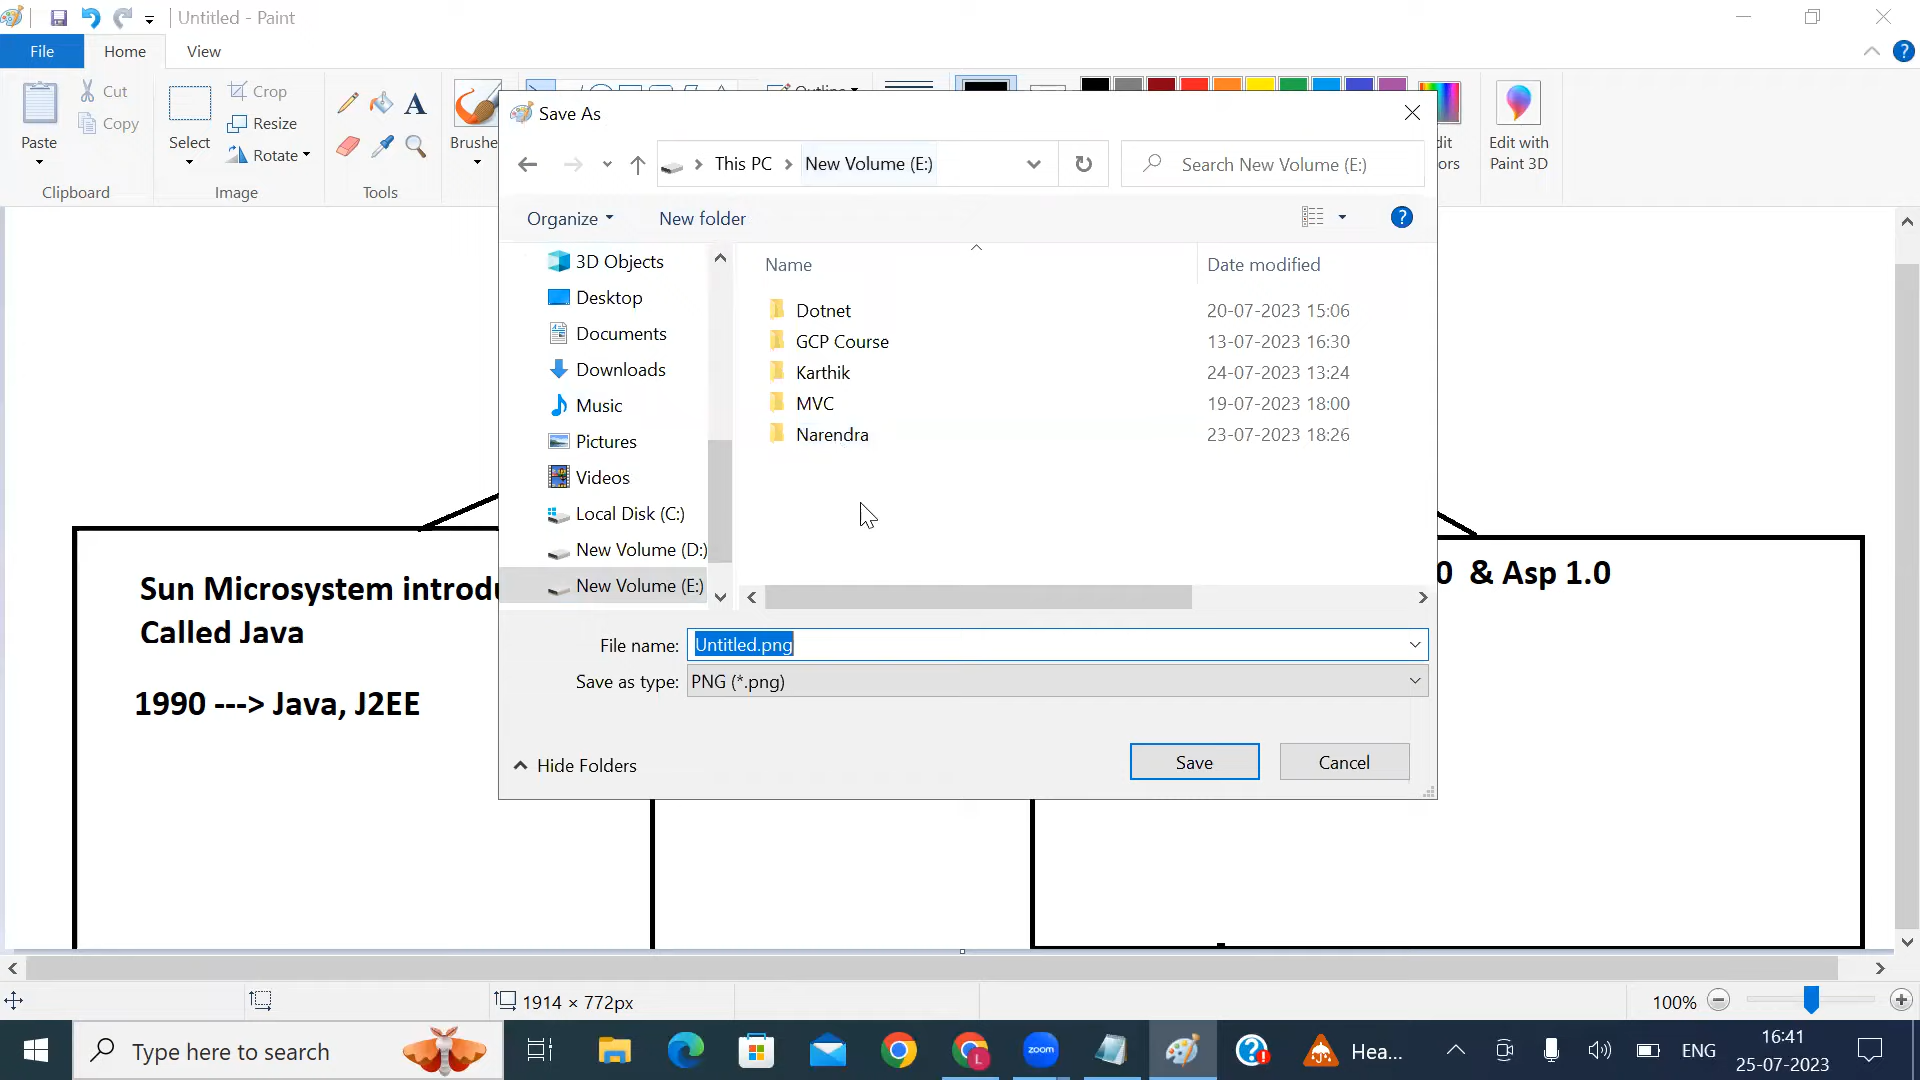 Untitled - Paint
File
Home
View
Paste
Cut
Copy
Clipboard
Select
Crop
Resize
Rotate
Image
A
Tools
Brushe
Outline
Edit with
Paint 3D
Save As
This PC
New Volume (E:)
Search New Volume (E:)
Organize
New folder
3D Objects
Desktop
Documents
Downloads
Music
Pictures
Videos
Local Disk (C:)
New Volume (D:)
New Volume (E:)
Name
Date modified
Dotnet
20-07-2023 15:06
GCP Course
13-07-2023 16:30
Karthik
24-07-2023 13:24
MVC
19-07-2023 18:00
Narendra
23-07-2023 18:26
File name:
Untitled.png
Save as type:
PNG (*.png)
Hide Folders
Save
Cancel
Sun Microsystem introdu
Called Java
1990 ---> Java, J2EE
0 & Asp 1.0
1914 × 772px
100%
Type here to search
zoom
Hea...
ENG
16:41
25-07-2023